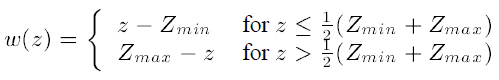 w(z) = { z − Z_min for z ≤ ½(Z_min + Z_max)
Z_max − z for z > ½(Z_min + Z_max)